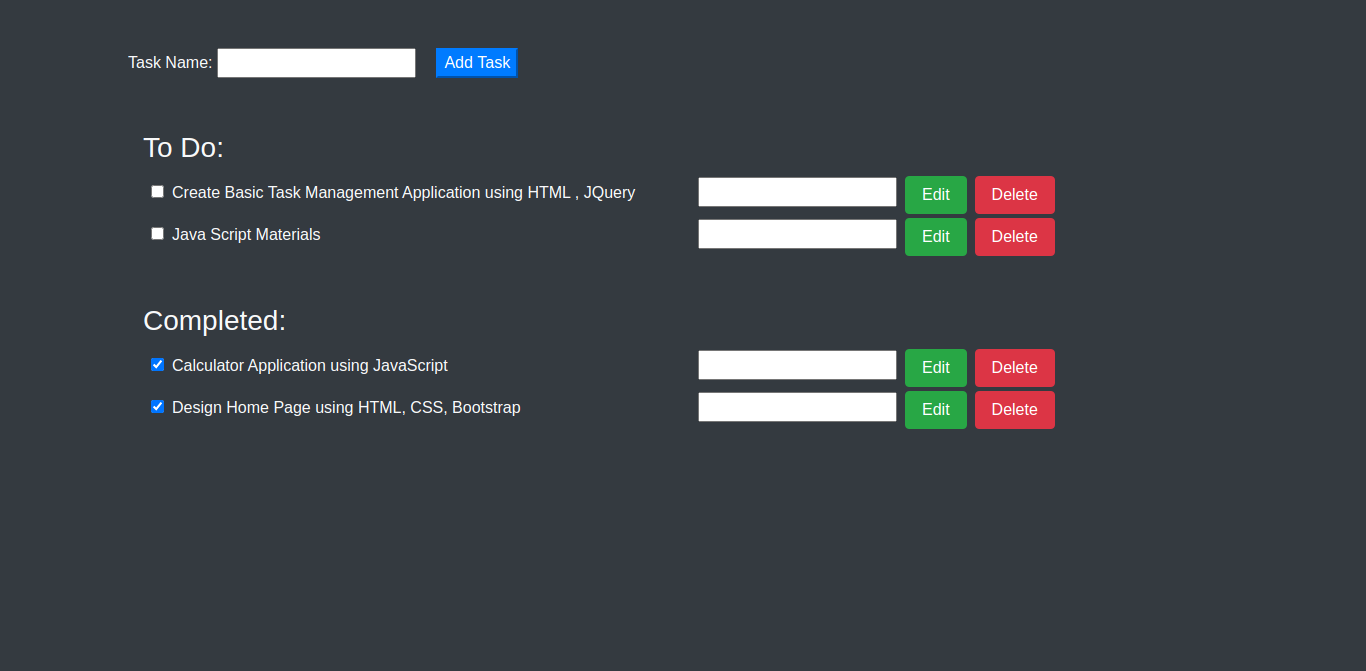 Task Name: Add Task
To Do:
Create Basic Task Management Application using HTML , JQuery Edit Delete
Java Script Materials Edit Delete
Completed:
Calculator Application using JavaScript Edit Delete
Design Home Page using HTML, CSS, Bootstrap Edit Delete